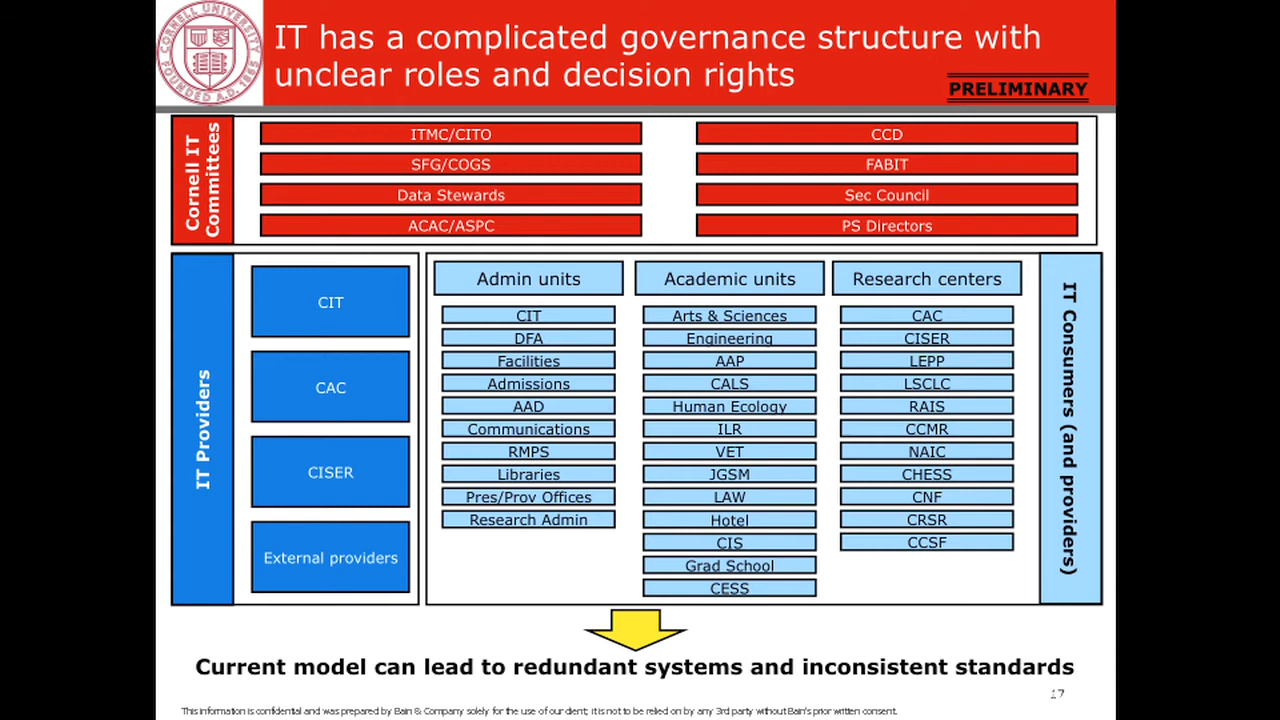 CORNELL UNIVERSITY
FOUNDED A.D. 1865
IT has a complicated governance structure with
unclear roles and decision rights
PRELIMINARY
Cornell IT
Committees
ITMC/CITO
CCD
SFG/COGS
FABIT
Data Stewards
Sec Council
ACAC/ASPC
PS Directors
IT Providers
CIT
CAC
CISER
External providers
Admin units
CIT
DFA
Facilities
Admissions
AAD
Communications
RMPS
Libraries
Pres/Prov Offices
Research Admin
Academic units
Arts & Sciences
Engineering
AAP
CALS
Human Ecology
ILR
VET
JGSM
LAW
Hotel
CIS
Grad School
CESS
Research centers
CAC
CISER
LEPP
LSCLC
RAIS
CCMR
NAIC
CHESS
CNF
CRSR
CCSF
IT Consumers (and providers)
Current model can lead to redundant systems and inconsistent standards
17
This information is confidential and was prepared by Bain & Company solely for the use of our client; it is not to be relied on by any 3rd party without Bain's prior written consent.